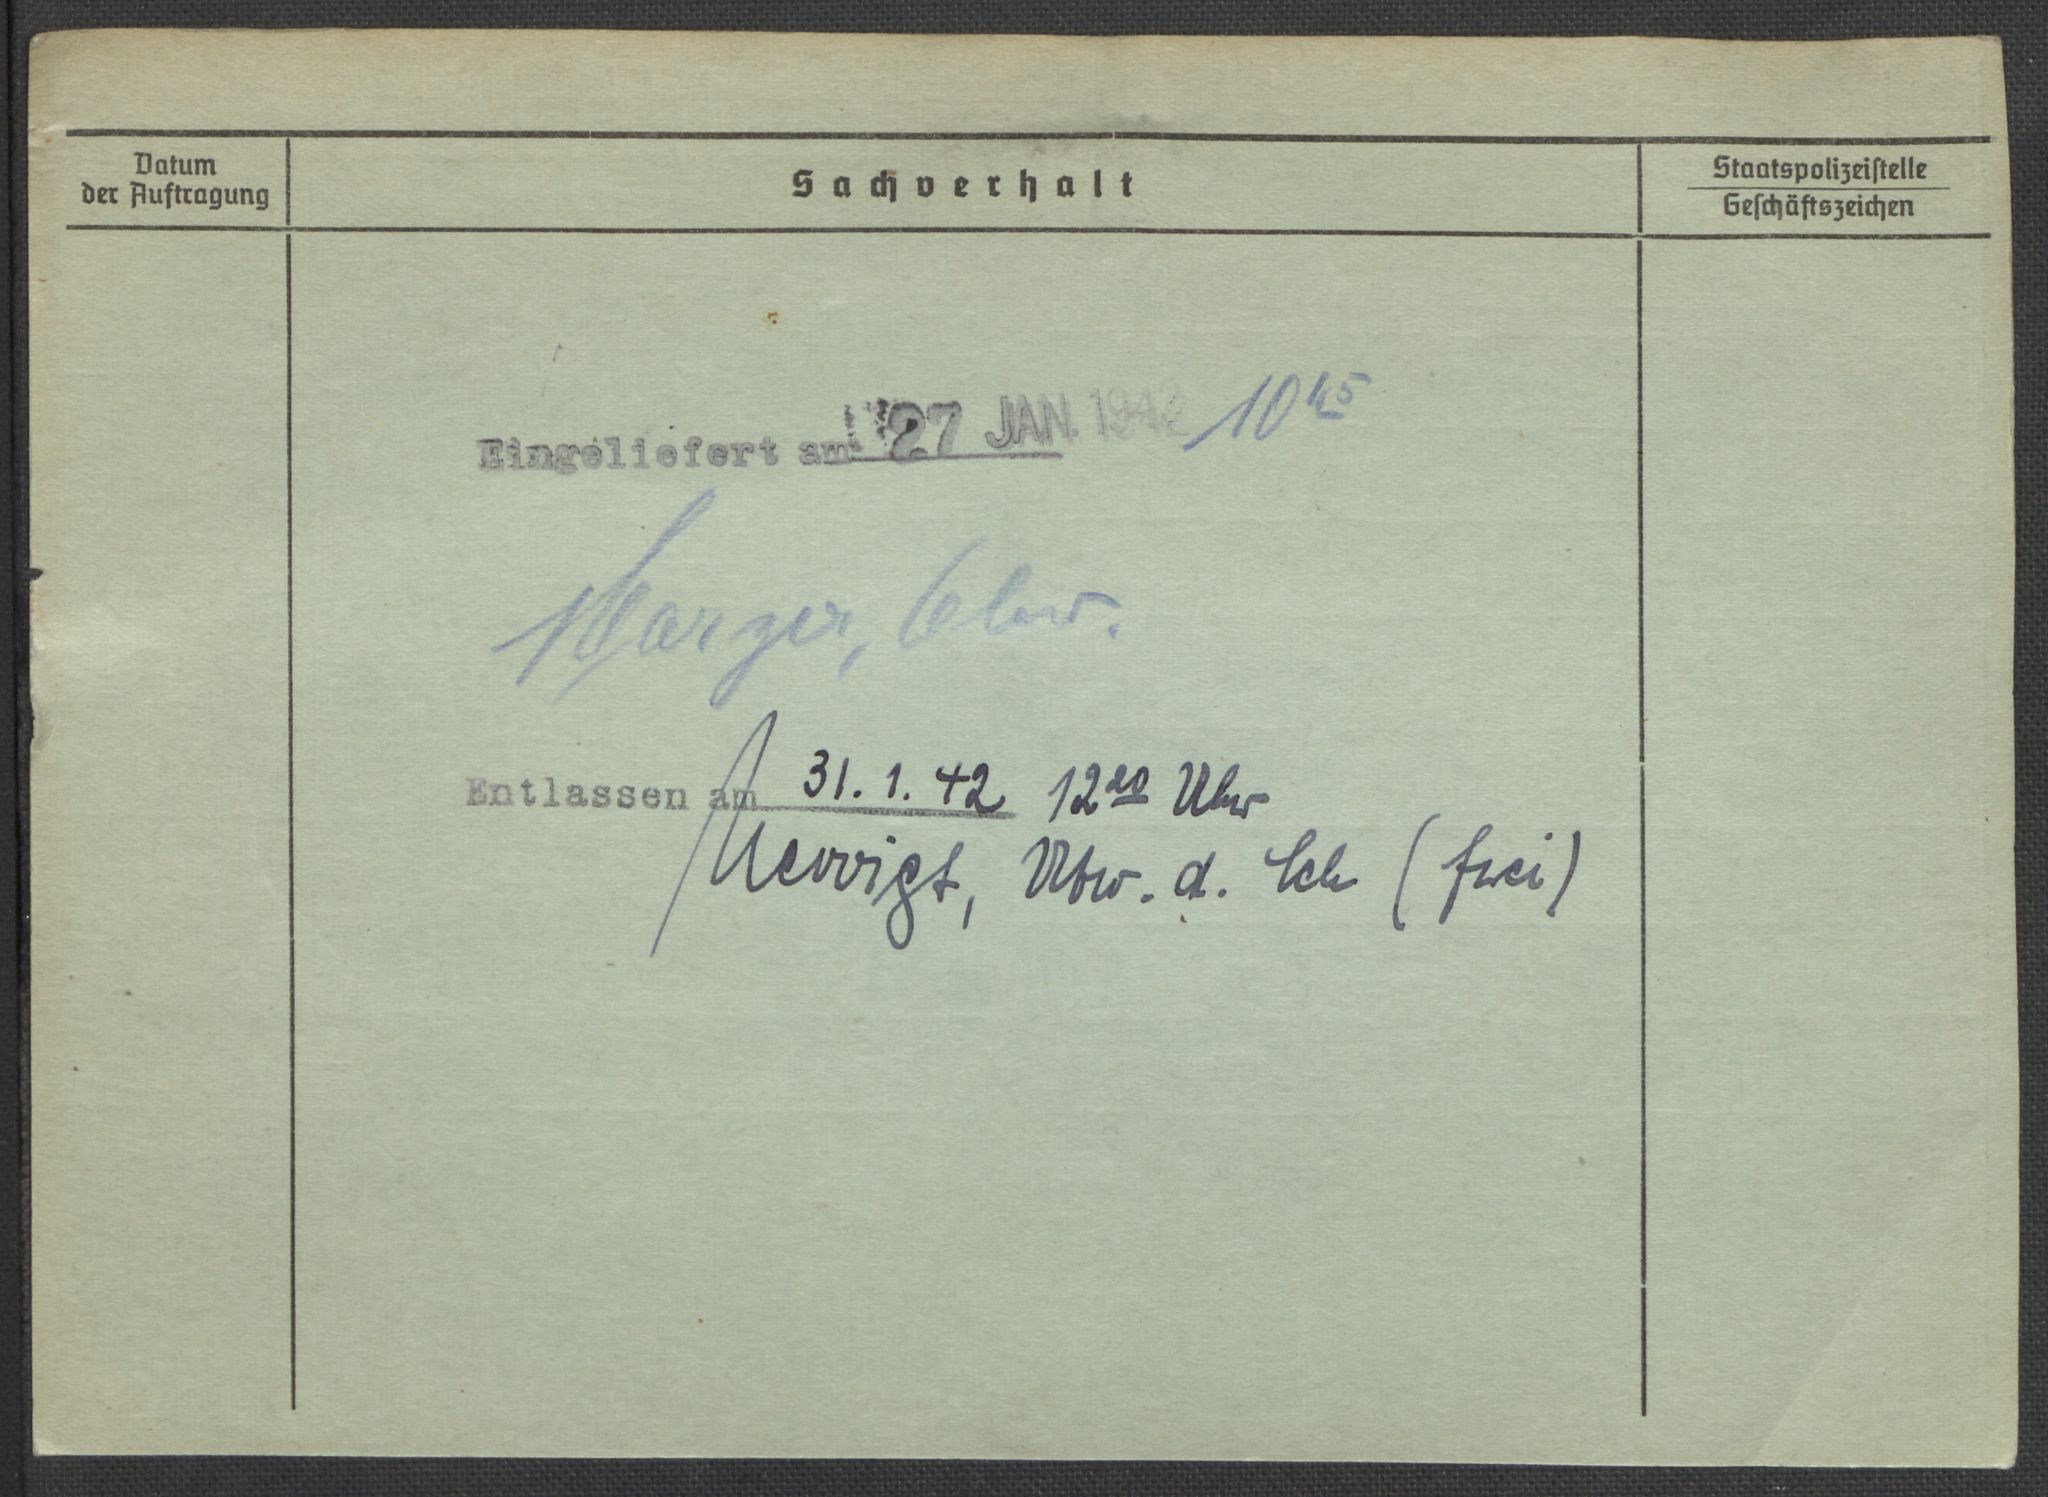 Datum
der Auftragung
Sachverhalt
Staatspolizeistelle
Geschäftszeichen
Eingeliefert am 27 JAN. 1942 10 45
Entlassen am 31. 1. 42 12 20 Uhr
d. (frei)